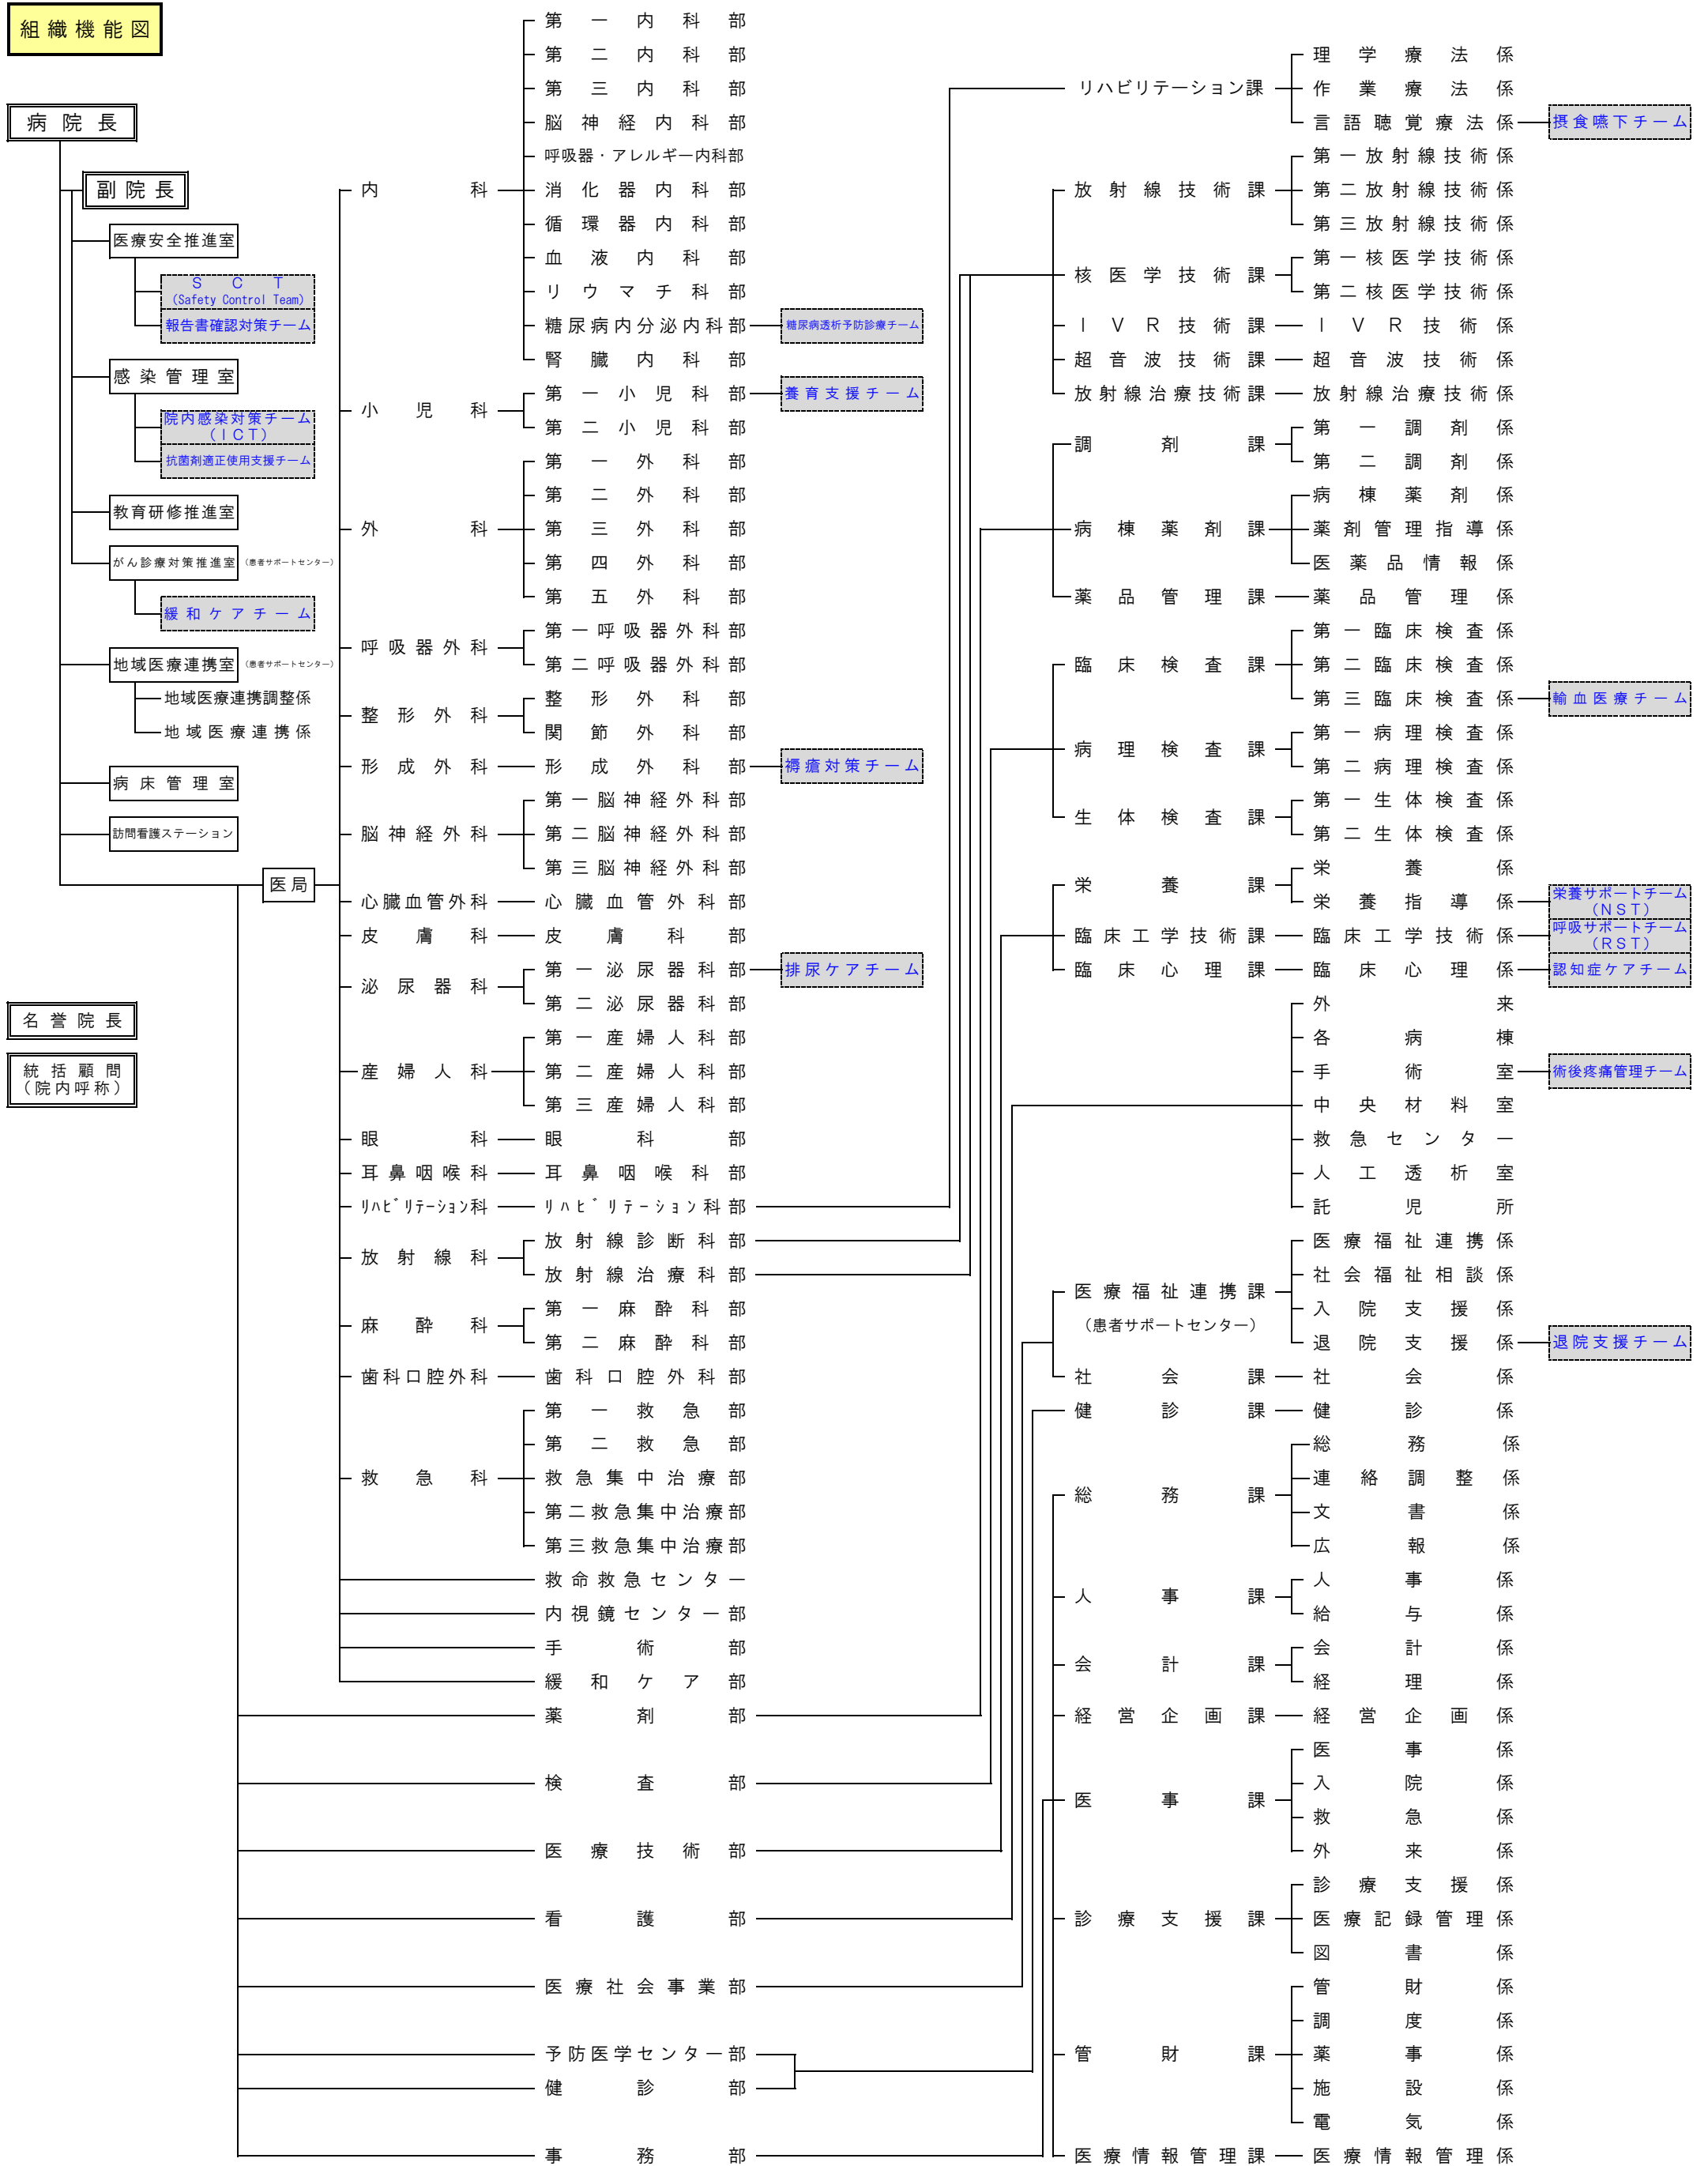 組織機能図
病院長
副院長
医療安全推進室
SCT
(Safety Control Team)
報告書確認対策チーム
感染管理室
院内感染対策チーム
(ICT)
抗菌剤適正使用支援チーム
教育研修推進室
がん診療対策推進室 (患者サポートセンター)
緩和ケアチーム
地域医療連携室 (患者サポートセンター)
地域医療連携調整係
地域医療連携係
病床管理室
訪問看護ステーション
医局
名誉院長
統括顧問
(院内呼称)
内科
小児科
外科
呼吸器外科
整形外科
形成外科
脳神経外科
心臓血管外科
皮膚科
泌尿器科
産婦人科
眼科
耳鼻咽喉科
ﾘﾊﾋﾞﾘﾃｰｼｮﾝ科
放射線科
麻酔科
歯科口腔外科
救急科
第一内科部
第二内科部
第三内科部
脳神経内科部
呼吸器・アレルギー内科部
消化器内科部
循環器内科部
血液内科部
リウマチ科部
糖尿病内分泌内科部
糖尿病透析予防診療チーム
腎臓内科部
第一小児科部
養育支援チーム
第二小児科部
第一外科部
第二外科部
第三外科部
第四外科部
第五外科部
第一呼吸器外科部
第二呼吸器外科部
整形外科部
関節外科部
形成外科部
褥瘡対策チーム
第一脳神経外科部
第二脳神経外科部
第三脳神経外科部
心臓血管外科部
皮膚科部
第一泌尿器科部
排尿ケアチーム
第二泌尿器科部
第一産婦人科部
第二産婦人科部
第三産婦人科部
眼科部
耳鼻咽喉科部
ﾘﾊﾋﾞﾘﾃｰｼｮﾝ科部
放射線診断科部
放射線治療科部
第一麻酔科部
第二麻酔科部
歯科口腔外科部
第一救急部
第二救急部
救急集中治療部
第二救急集中治療部
第三救急集中治療部
救命救急センター
内視鏡センター部
手術部
緩和ケア部
薬剤部
検査部
医療技術部
看護部
医療社会事業部
予防医学センター部
健診部
事務部
リハビリテーション課
放射線技術課
核医学技術課
IVR技術課
超音波技術課
放射線治療技術課
調剤課
病棟薬剤課
薬品管理課
臨床検査課
病理検査課
生体検査課
栄養課
臨床工学技術課
臨床心理課
医療福祉連携課
(患者サポートセンター)
社会課
健診課
総務課
人事課
会計課
経営企画課
医事課
診療支援課
管財課
医療情報管理課
理学療法係
作業療法係
言語聴覚療法係
摂食嚥下チーム
第一放射線技術係
第二放射線技術係
第三放射線技術係
第一核医学技術係
第二核医学技術係
IVR技術係
超音波技術係
放射線治療技術係
第一調剤係
第二調剤係
病棟薬剤係
薬剤管理指導係
医薬品情報係
薬品管理係
第一臨床検査係
第二臨床検査係
第三臨床検査係
輸血医療チーム
第一病理検査係
第二病理検査係
第一生体検査係
第二生体検査係
栄養係
栄養指導係
栄養サポートチーム
(NST)
臨床工学技術係
呼吸サポートチーム
(RST)
臨床心理係
認知症ケアチーム
外来
各病棟
手術室
術後疼痛管理チーム
中央材料室
救急センター
人工透析室
託児所
医療福祉連携係
社会福祉相談係
入院支援係
退院支援係
退院支援チーム
社会係
健診係
総務係
連絡調整係
文書係
広報係
人事係
給与係
会計係
経理係
経営企画係
医事係
入院係
救急係
外来係
診療支援係
医療記録管理係
図書係
管財係
調度係
薬事係
施設係
電気係
医療情報管理係